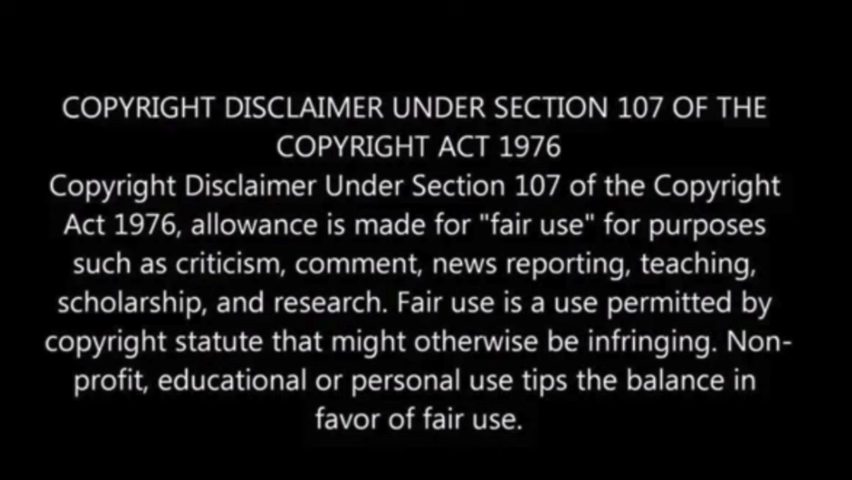 COPYRIGHT DISCLAIMER UNDER SECTION 107 OF THE
COPYRIGHT ACT 1976
Copyright Disclaimer Under Section 107 of the Copyright
Act 1976, allowance is made for "fair use" for purposes
such as criticism, comment, news reporting, teaching,
scholarship, and research. Fair use is a use permitted by
copyright statute that might otherwise be infringing. Non-
profit, educational or personal use tips the balance in
favor of fair use.